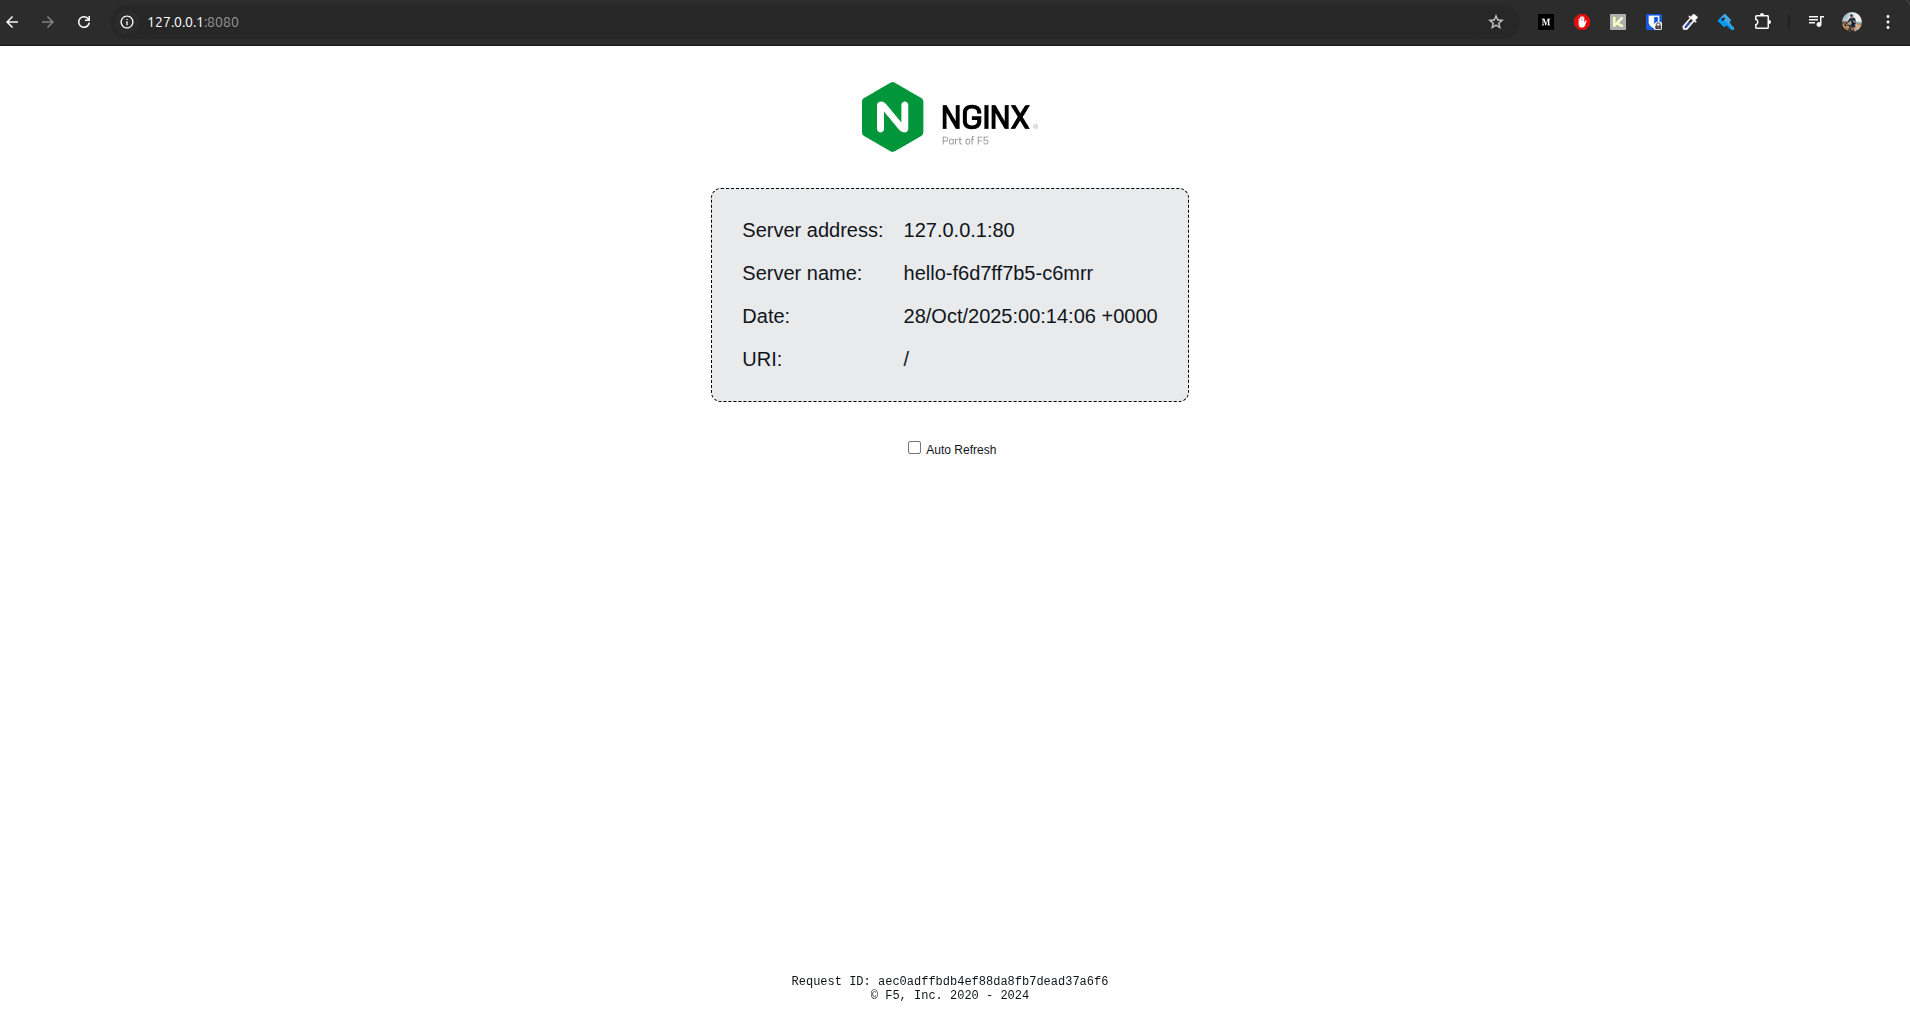 127.0.0.1:8080
NGINX
Part of F5
Server address: 127.0.0.1:80
Server name: hello-f6d7ff7b5-c6mrr
Date: 28/Oct/2025:00:14:06 +0000
URI: /
Auto Refresh
Request ID: aec0adffbdb4ef88da8fb7dead37a6f6
© F5, Inc. 2020 - 2024